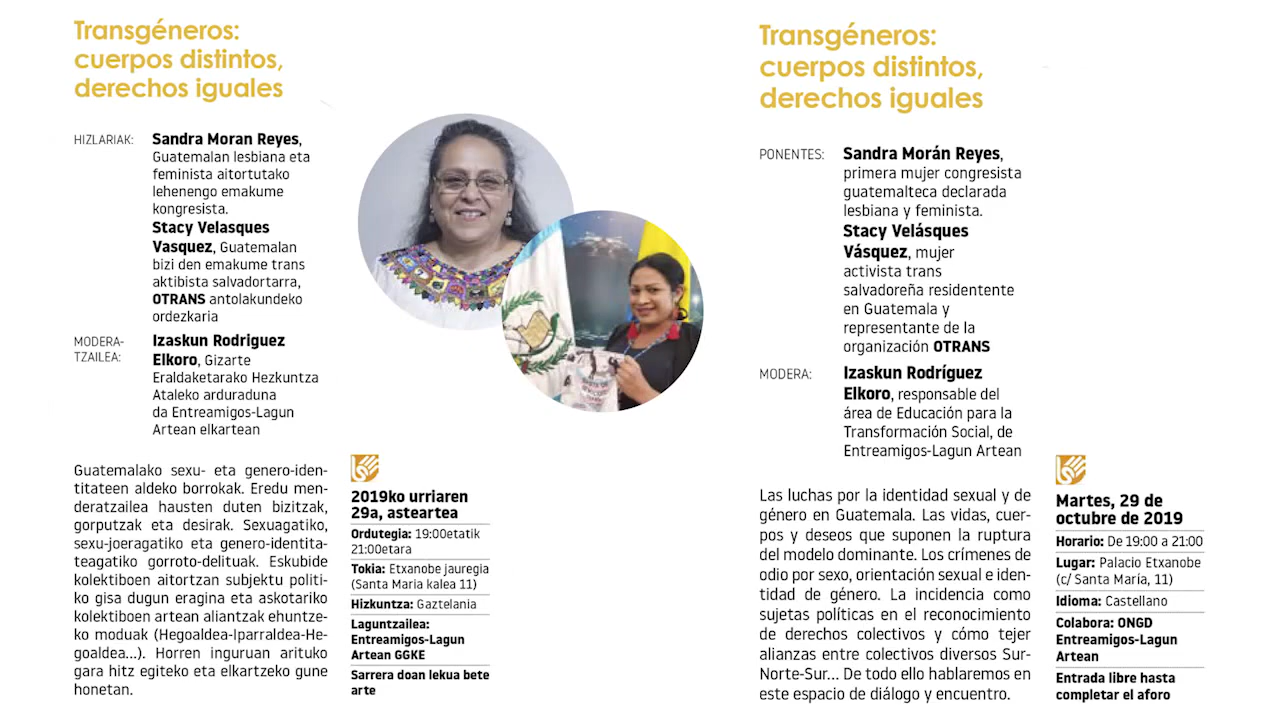 Transgéneros:
cuerpos distintos,
derechos iguales
HIZLARIAK:
Sandra Moran Reyes,
Guatemalan lesbiana eta
feminista aitortutako
lehenengo emakume
kongresista.
Stacy Velasques
Vasquez, Guatemalan
bizi den emakume trans
aktibista salvadortarra,
OTRANS antolakundeko
ordezkaria
MODERA-
TZAILEA:
Izaskun Rodriguez
Elkoro, Gizarte
Eraldaketarako Hezkuntza
Ataleko arduraduna
da Entreamigos-Lagun
Artean elkartean
Guatemalako sexu- eta genero-iden-
titateen aldeko borrokak. Eredu men-
deratzailea hausten duten bizitzak,
gorputzak eta desirak. Sexuagatiko,
sexu-joeragatiko eta genero-identita-
teagatiko gorroto-delituak. Eskubide
kolektiboen aitortzan subjektu politi-
ko gisa dugun eragina eta askotariko
kolektiboen artean aliantzak ehuntze-
ko moduak (Hegoaldea-Iparraldea-He-
goaldea...). Horren inguruan arituko
gara hitz egiteko eta elkartzeko gune
honetan.
2019ko urriaren
29a, asteartea
Ordutegia: 19:00etatik
21:00etara
Tokia: Etxanobe jauregia
(Santa Maria kalea 11)
Hizkuntza: Gaztelania
Laguntzailea:
Entreamigos-Lagun
Artean GGKE
Sarrera doan lekua bete
arte
Transgéneros:
cuerpos distintos,
derechos iguales
PONENTES:
Sandra Morán Reyes,
primera mujer congresista
guatemalteca declarada
lesbiana y feminista.
Stacy Velásques
Vásquez, mujer
activista trans
salvadoreña residentente
en Guatemala y
representante de la
organización OTRANS
MODERA:
Izaskun Rodríguez
Elkoro, responsable del
área de Educación para la
Transformación Social, de
Entreamigos-Lagun Artean
Las luchas por la identidad sexual y de
género en Guatemala. Las vidas, cuer-
pos y deseos que suponen la ruptura
del modelo dominante. Los crímenes de
odio por sexo, orientación sexual e iden-
tidad de género. La incidencia como
sujetas políticas en el reconocimiento
de derechos colectivos y cómo tejer
alianzas entre colectivos diversos Sur-
Norte-Sur... De todo ello hablaremos en
este espacio de diálogo y encuentro.
Martes, 29 de
octubre de 2019
Horario: De 19:00 a 21:00
Lugar: Palacio Etxanobe
(c/ Santa María, 11)
Idioma: Castellano
Colabora: ONGD
Entreamigos-Lagun
Artean
Entrada libre hasta
completar el aforo